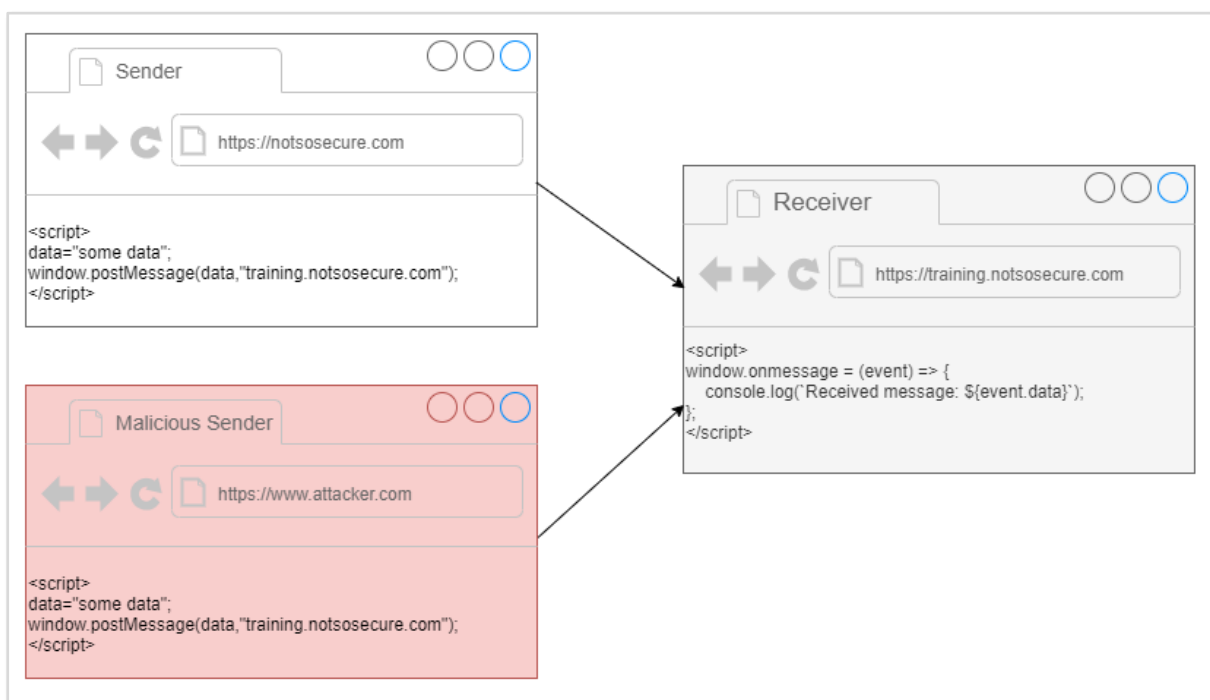 Sender
https://notsosecure.com
<script>
data="some data";
window.postMessage(data,"training.notsosecure.com");
</script>
Malicious Sender
https://www.attacker.com
<script>
data="some data";
window.postMessage(data,"training.notsosecure.com");
</script>
Receiver
https://training.notsosecure.com
<script>
window.onmessage = (event) => {
console.log(`Received message: ${event.data}`);
};
</script>